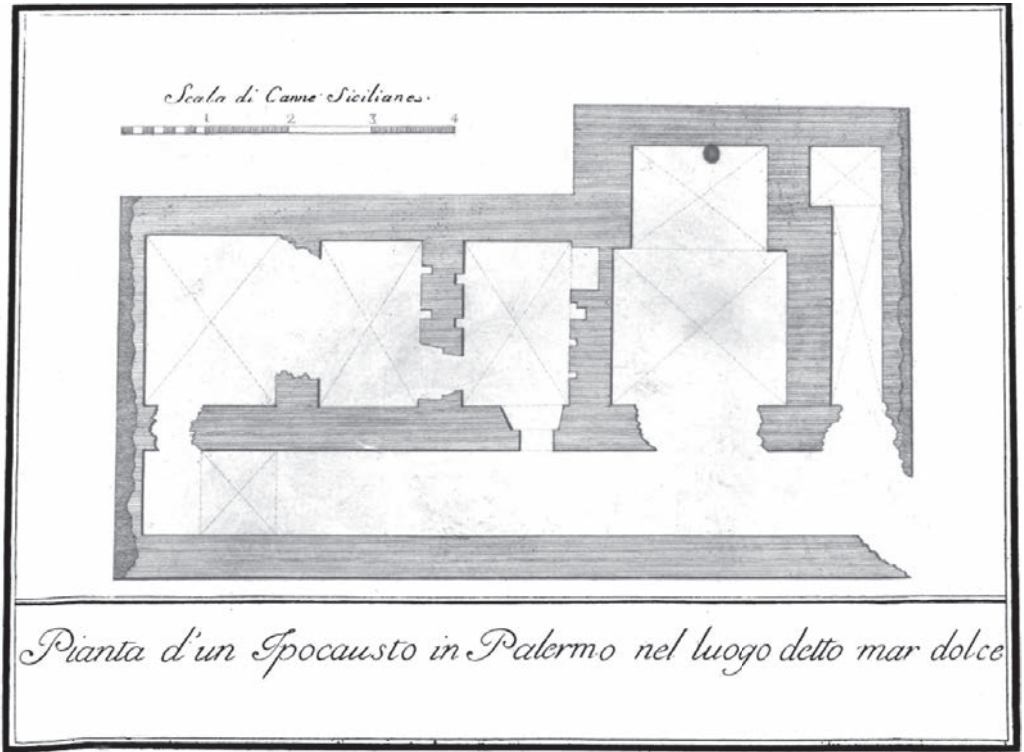 Scala di Canne Siciliane.
1 2 3 4
Pianta d'un Ipocausto in Palermo nel luogo detto mar dolce